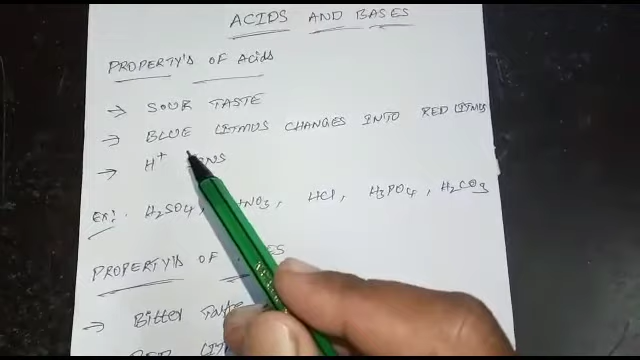 ACIDS AND BASES
PROPERTY'S OF Acids
→ SOUR TASTE
→ BLUE LITMUS CHANGES INTO RED LITMUS
→ H+ IONS
Ex: H2SO4, HNO3, HCl, H3PO4, H2CO3
PROPERTY'S OF
→ Bitter Taste
RED